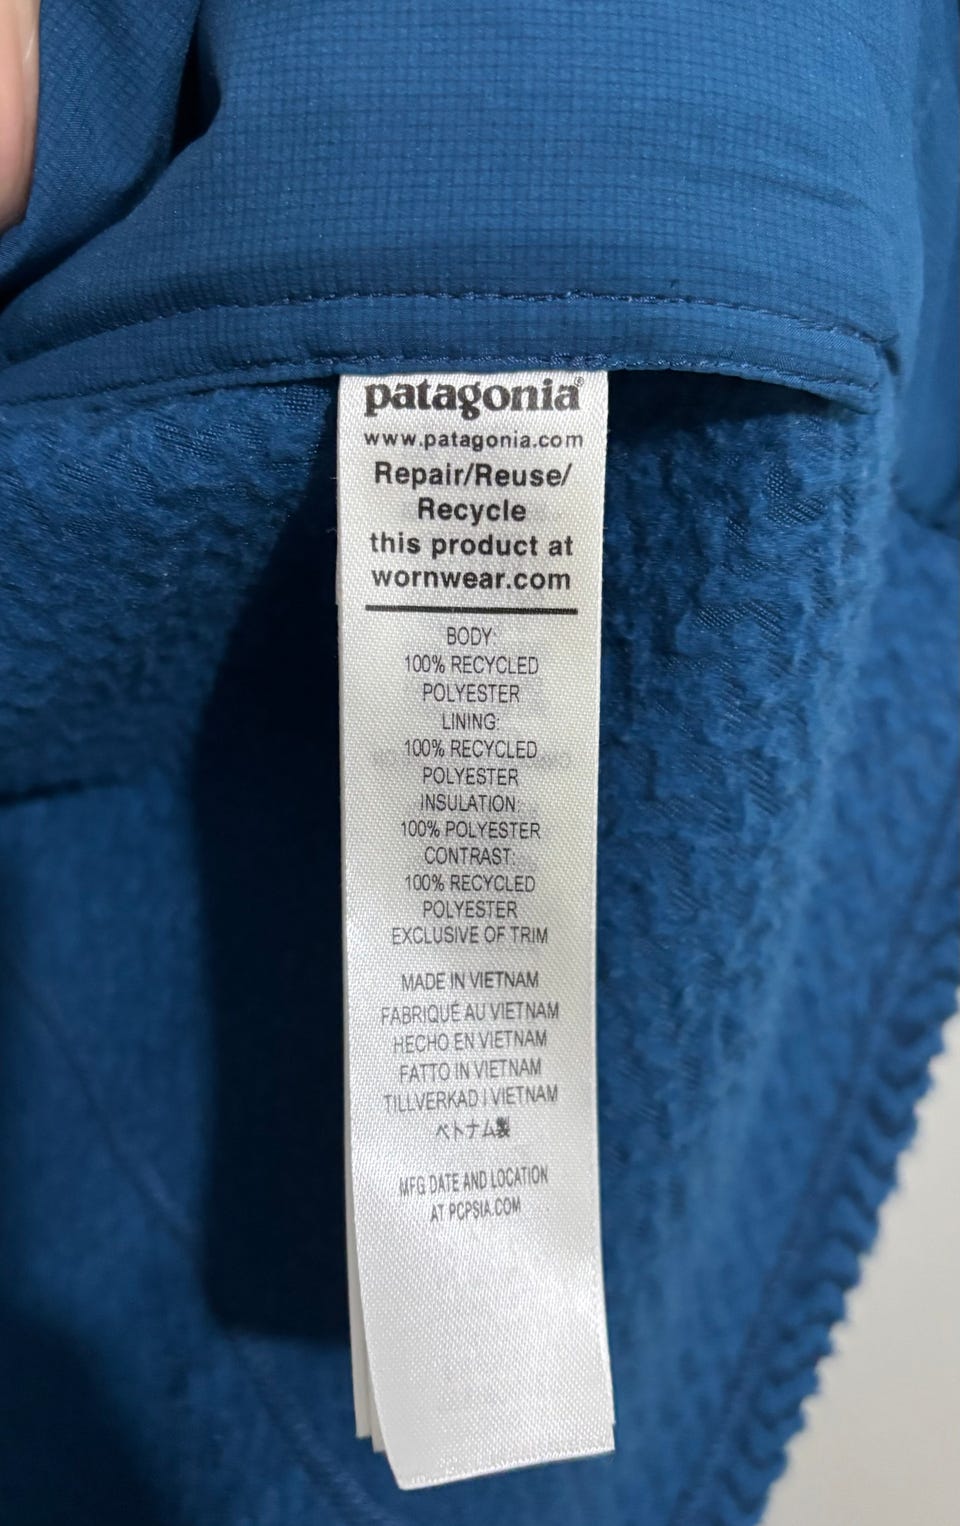 patagonia®
www.patagonia.com
Repair/Reuse/
Recycle
this product at
wornwear.com
BODY:
100% RECYCLED
POLYESTER
LINING:
100% RECYCLED
POLYESTER
INSULATION:
100% POLYESTER
CONTRAST:
100% RECYCLED
POLYESTER
EXCLUSIVE OF TRIM
MADE IN VIETNAM
FABRIQUÉ AU VIETNAM
HECHO EN VIETNAM
FATTO IN VIETNAM
TILLVERKAD I VIETNAM
ベトナム製
MFG DATE AND LOCATION
AT PCPSIA.COM